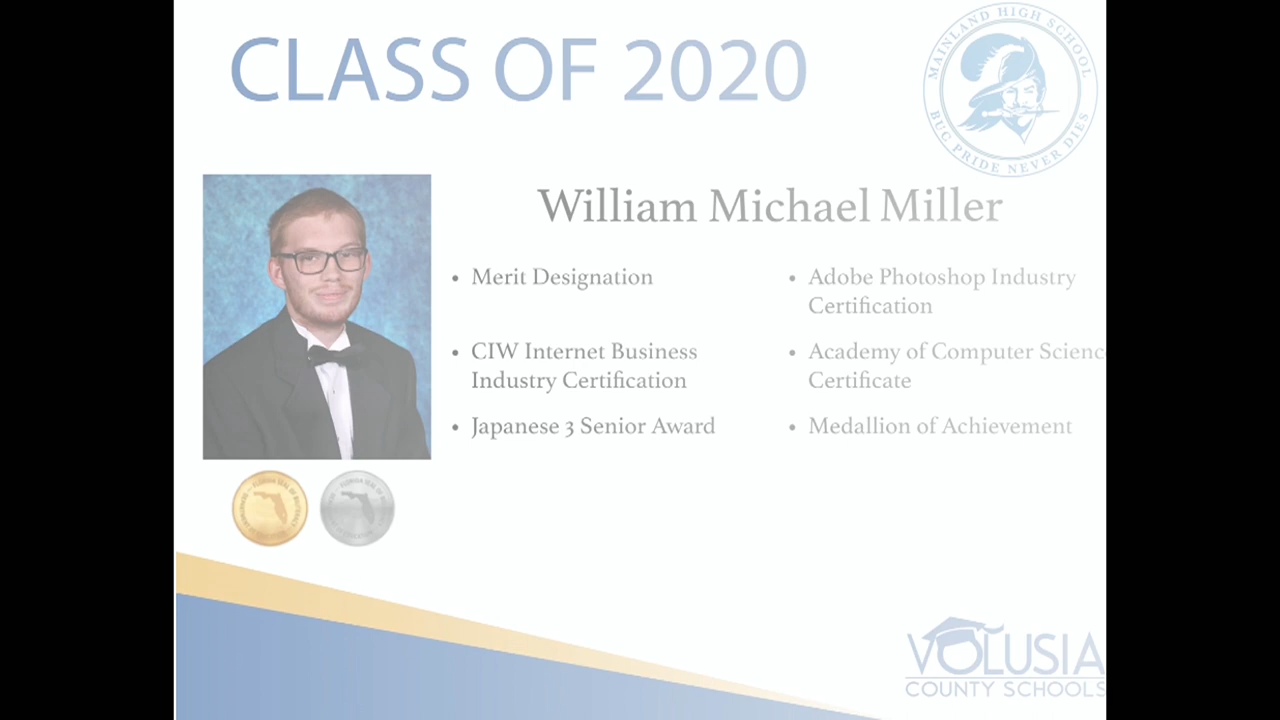 CLASS OF 2020
MAINLAND HIGH SCHOOL
BUC PRIDE NEVER DIES
William Michael Miller
• Merit Designation
• Adobe Photoshop Industry
Certification
• CIW Internet Business
Industry Certification
• Academy of Computer Scienc
Certificate
• Japanese 3 Senior Award
• Medallion of Achievement
VOLUSIA
COUNTY SCHOOLS